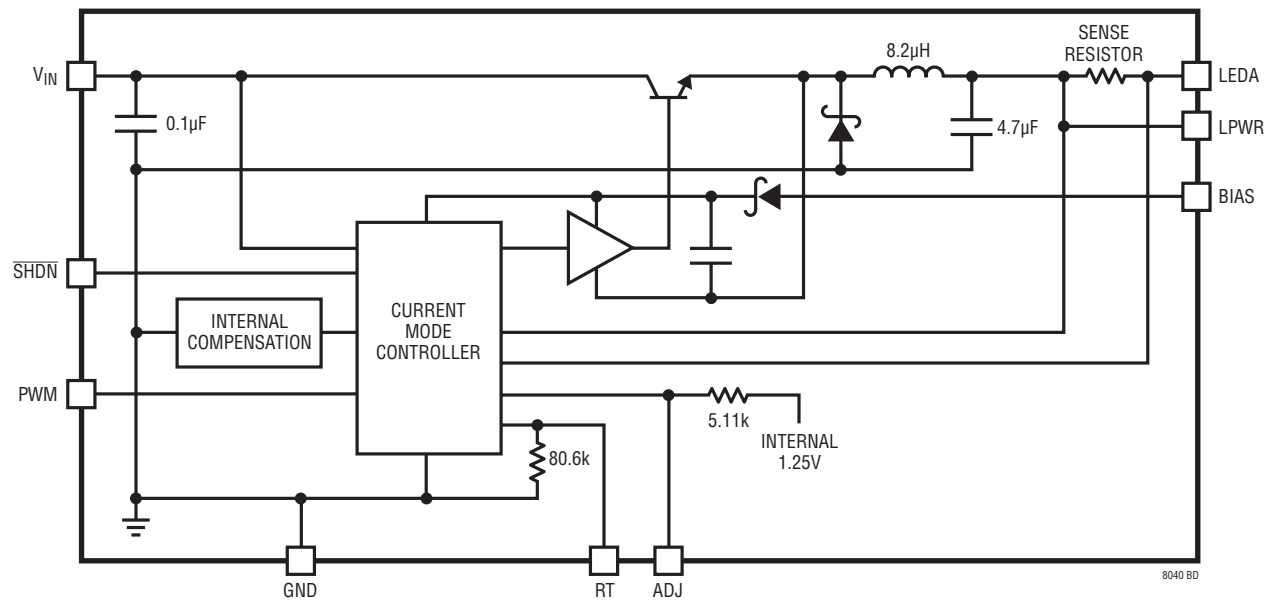 SENSE
RESISTOR
8.2µH
VIN
LEDA
0.1µF
4.7µF
LPWR
BIAS
SHDN
INTERNAL
COMPENSATION
CURRENT
MODE
CONTROLLER
PWM
5.11k
INTERNAL
1.25V
80.6k
GND
RT
ADJ
8040 BD